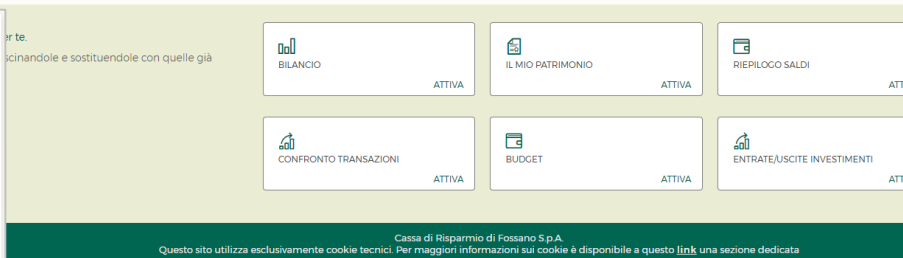 er te.
scinandole e sostituendole con quelle già
BILANCIO
ATTIVA
IL MIO PATRIMONIO
ATTIVA
RIEPILOGO SALDI
CONFRONTO TRANSAZIONI
ATTIVA
BUDGET
ATTIVA
ENTRATE/USCITE INVESTIMENTI
Cassa di Risparmio di Fossano S.p.A.
Questo sito utilizza esclusivamente cookie tecnici. Per maggiori informazioni sui cookie è disponibile a questo link una sezione dedicata